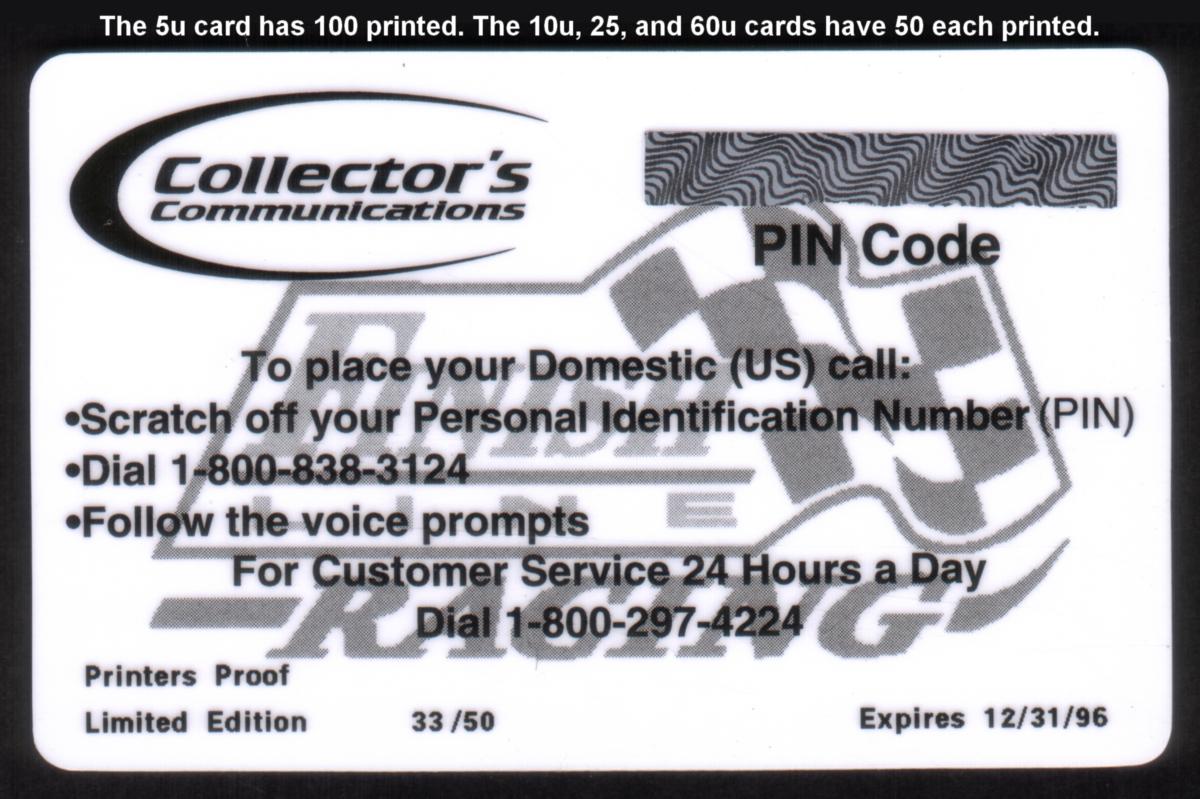 The 5u card has 100 printed. The 10u, 25, and 60u cards have 50 each printed.
Collector's
Communications
PIN Code
To place your Domestic (US) call:
•Scratch off your Personal Identification Number (PIN)
•Dial 1-800-838-3124
•Follow the voice prompts
For Customer Service 24 Hours a Day
Dial 1-800-297-4224
FINISH
LINE
RACING
Printers Proof
Limited Edition 33/50
Expires 12/31/96